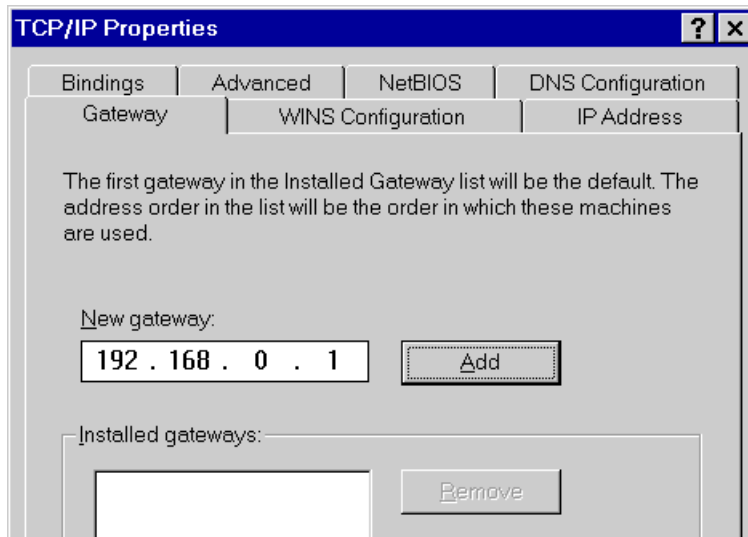 TCP/IP Properties
Bindings Advanced NetBIOS DNS Configuration
Gateway WINS Configuration IP Address
The first gateway in the Installed Gateway list will be the default. The
address order in the list will be the order in which these machines
are used.
New gateway:
192 . 168 . 0 . 1 Add
Installed gateways:
Remove